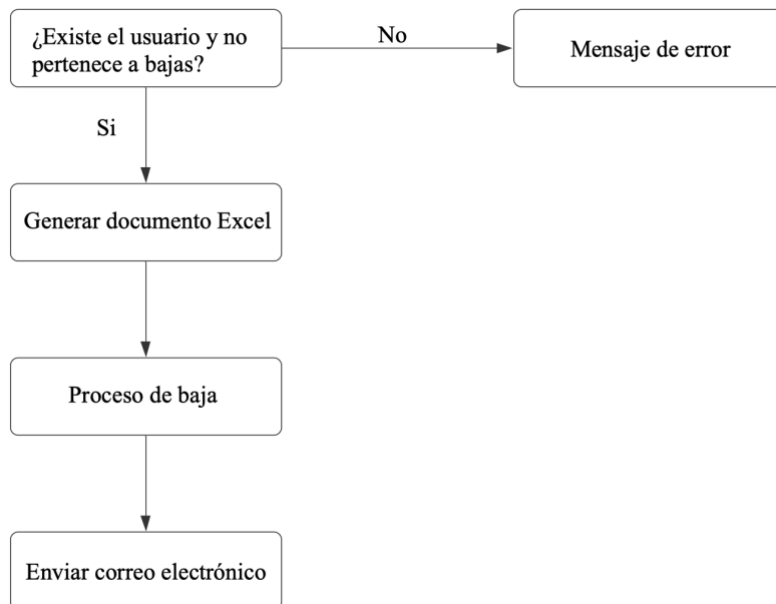 ¿Existe el usuario y no
pertenece a bajas?
No
Mensaje de error
Si
Generar documento Excel
Proceso de baja
Enviar correo electrónico